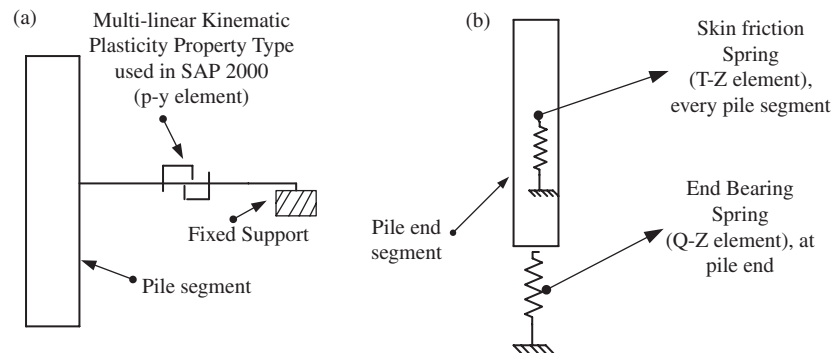 (a)
Multi-linear Kinematic
Plasticity Property Type
used in SAP 2000
(p-y element)
Fixed Support
Pile segment
(b)
Skin friction
Spring
(T-Z element),
every pile segment
Pile end
segment
End Bearing
Spring
(Q-Z element), at
pile end